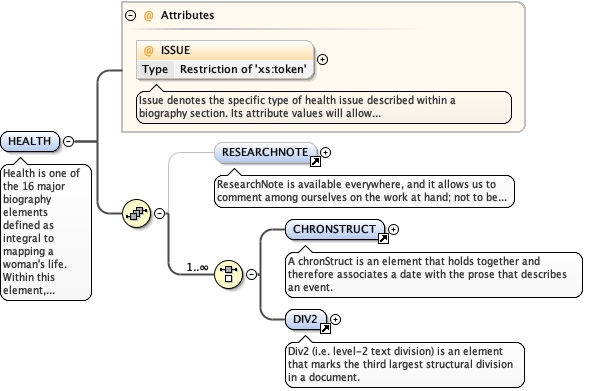 @ Attributes
@ ISSUE
Type Restriction of 'xs:token'
Issue denotes the specific type of health issue described within a
biography section. Its attribute values will allow...
HEALTH
Health is one of
the 16 major
biography
elements
defined as
integral to
mapping a
woman's life.
Within this
element,...
RESEARCHNOTE
ResearchNote is available everywhere, and it allows us to
comment among ourselves on the work at hand; not to be...
1..∞
CHRONSTRUCT
A chronStruct is an element that holds together and
therefore associates a date with the prose that describes
an event.
DIV2
Div2 (i.e. level-2 text division) is an element
that marks the third largest structural division
in a document.